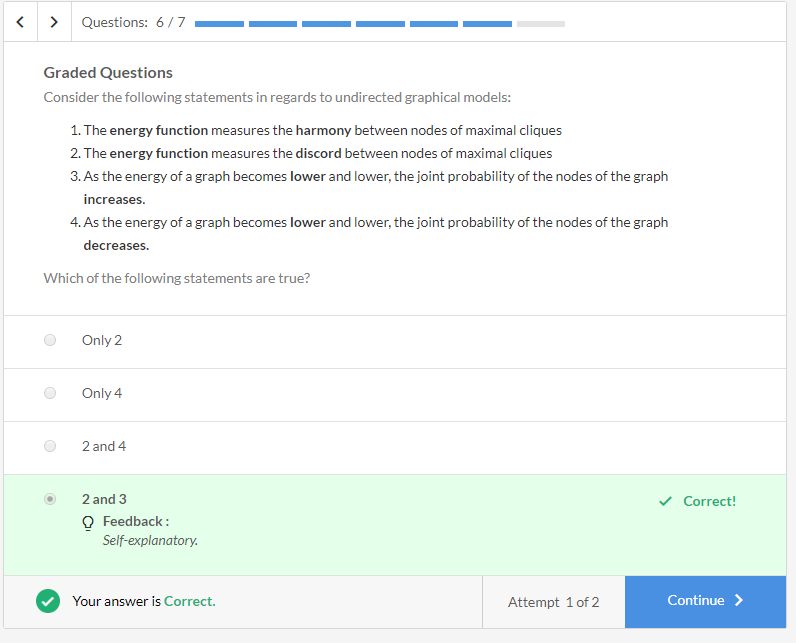 Questions: 6 / 7
Graded Questions
Consider the following statements in regards to undirected graphical models:
1. The energy function measures the harmony between nodes of maximal cliques
2. The energy function measures the discord between nodes of maximal cliques
3. As the energy of a graph becomes lower and lower, the joint probability of the nodes of the graph
increases.
4. As the energy of a graph becomes lower and lower, the joint probability of the nodes of the graph
decreases.
Which of the following statements are true?
Only 2
Only 4
2 and 4
2 and 3
Correct!
Feedback :
Self-explanatory.
Your answer is Correct.
Attempt 1 of 2
Continue